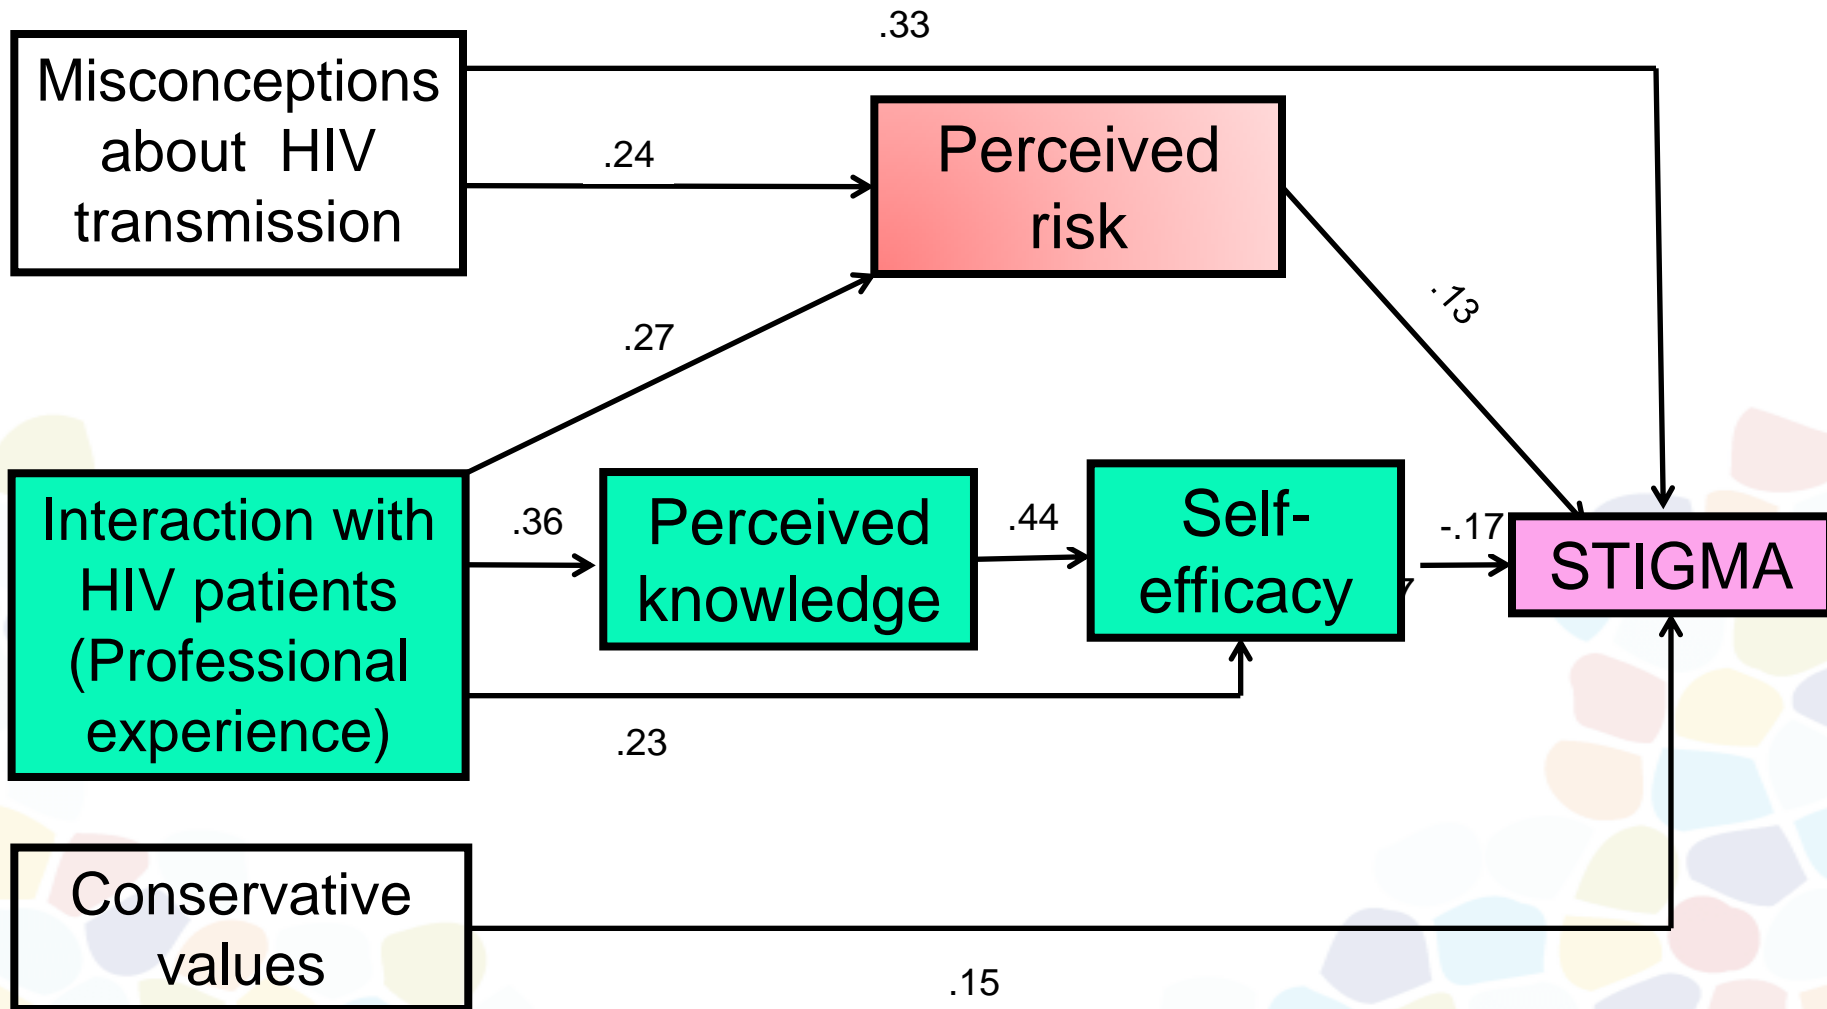 .33
Misconceptions
about HIV
transmission
.24
Perceived
risk
.13
.27
Interaction with
HIV patients
(Professional
experience)
.36
Perceived
knowledge
.44
Self-
efficacy
-.17
STIGMA
.23
Conservative
values
.15